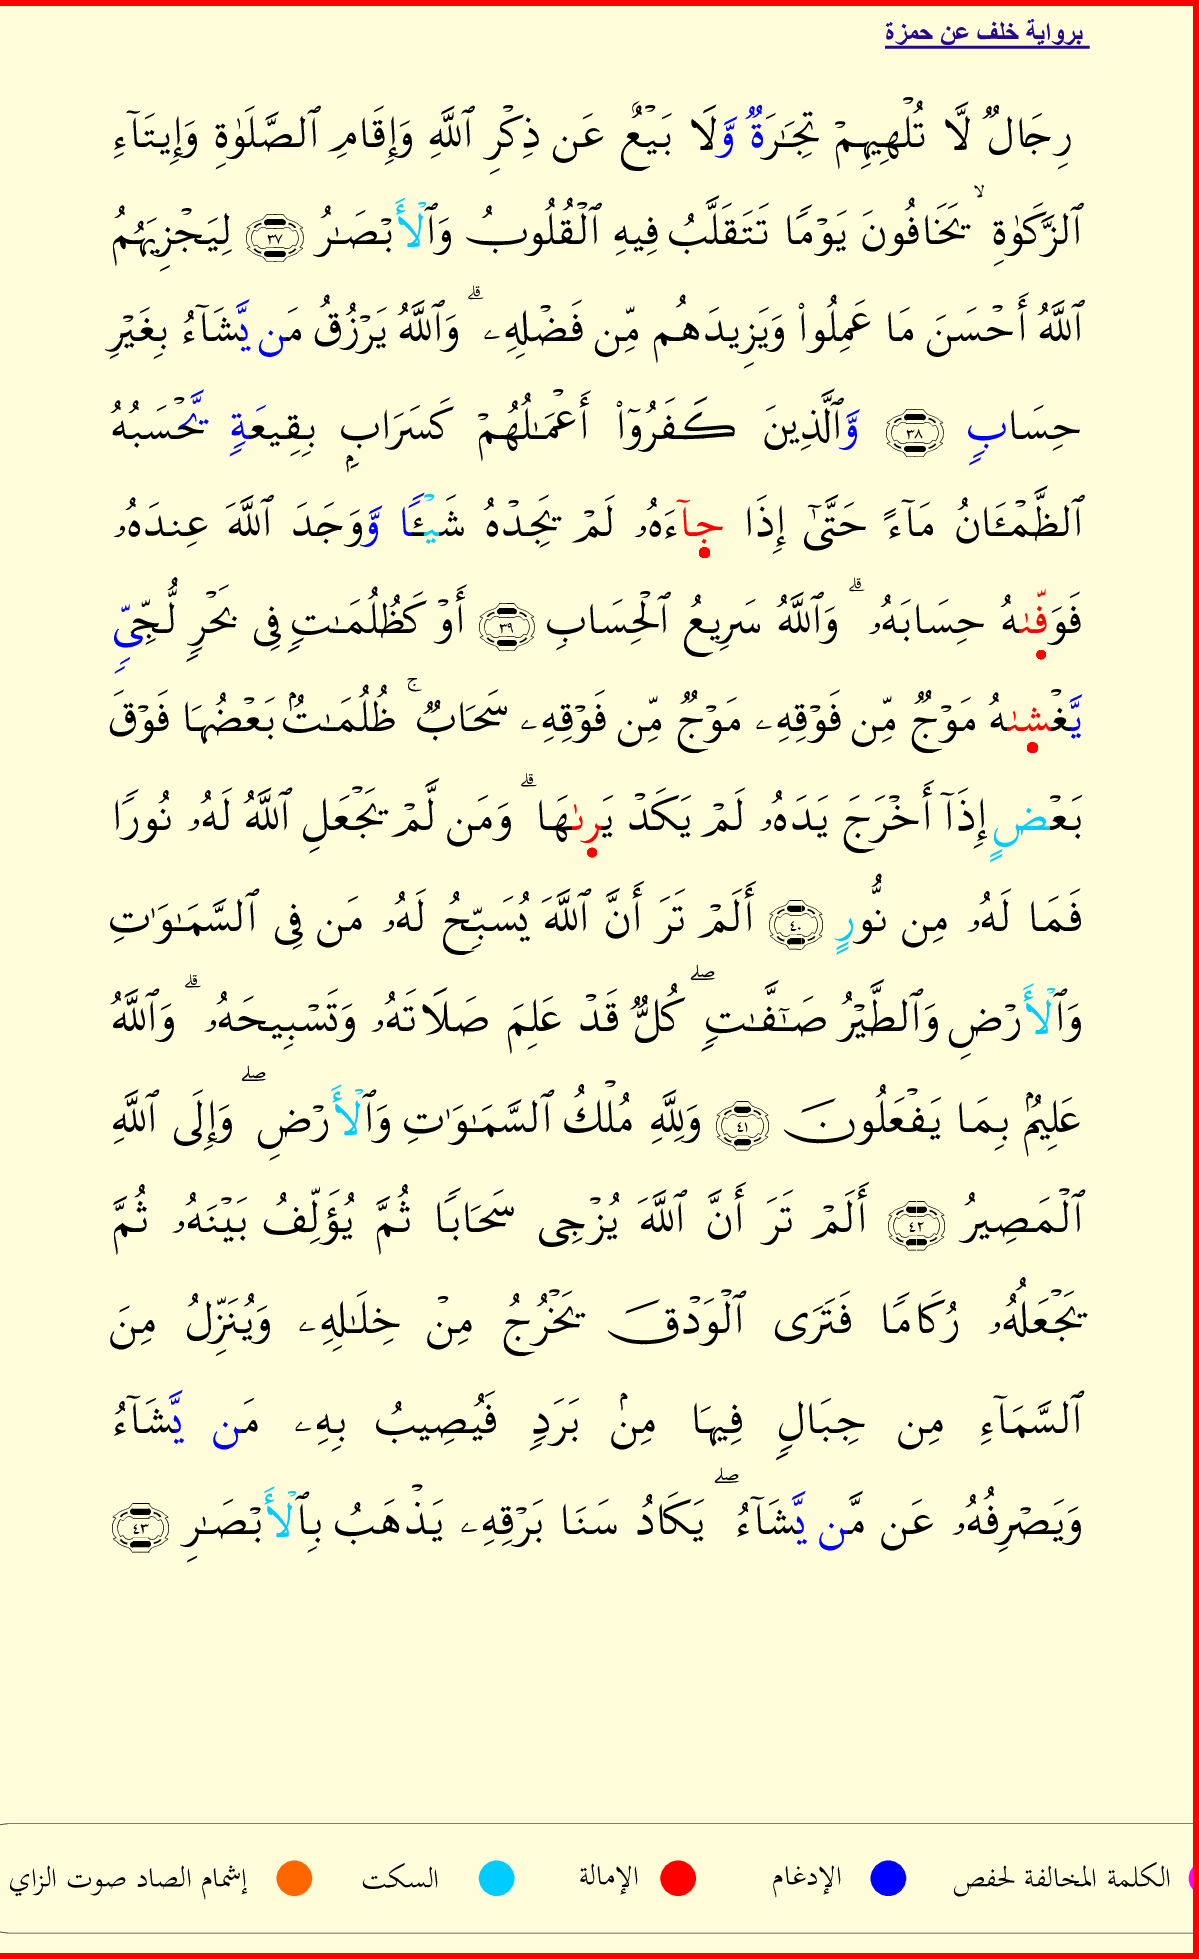 برواية خلف عن حمزة
رِجَالٞ لَّا تُلۡهِيهِمۡ تِجَٰرَةٞ وَّلَا بَيۡعٌ عَن ذِكۡرِ ٱللَّهِ وَإِقَامِ ٱلصَّلَوٰةِ وَإِيتَآءِ
ٱلزَّكَوٰةِ ۙ يَخَافُونَ يَوۡمٗا تَتَقَلَّبُ فِيهِ ٱلۡقُلُوبُ وَٱلۡأَبۡصَٰرُ ٣٧ لِيَجۡزِيَهُمُ
ٱللَّهُ أَحۡسَنَ مَا عَمِلُواْ وَيَزِيدَهُم مِّن فَضۡلِهِۦ ۗ وَٱللَّهُ يَرۡزُقُ مَن يَّشَآءُ بِغَيۡرِ
حِسَابٖ ٣٨ وَّٱلَّذِينَ كَفَرُوٓاْ أَعۡمَٰلُهُمۡ كَسَرَابِۭ بِقِيعَةٖ يَّحۡسَبُهُ
ٱلظَّمۡـَٔانُ مَآءً حَتَّىٰٓ إِذَا جَآءَهُۥ لَمۡ يَجِدۡهُ شَيۡـٔٗا وَّوَجَدَ ٱللَّهَ عِندَهُۥ
فَوَفَّىٰهُ حِسَابَهُۥ ۗ وَٱللَّهُ سَرِيعُ ٱلۡحِسَابِ ٣٩ أَوۡ كَظُلُمَٰتٖ فِي بَحۡرٖ لُّجِّيّٖ
يَّغۡشَىٰهُ مَوۡجٞ مِّن فَوۡقِهِۦ مَوۡجٞ مِّن فَوۡقِهِۦ سَحَابٞ ۚ ظُلُمَٰتُۢ بَعۡضُهَا فَوۡقَ
بَعۡضٍ إِذَآ أَخۡرَجَ يَدَهُۥ لَمۡ يَكَدۡ يَرَىٰهَا ۗ وَمَن لَّمۡ يَجۡعَلِ ٱللَّهُ لَهُۥ نُورٗا
فَمَا لَهُۥ مِن نُّورٍ ٤٠ أَلَمۡ تَرَ أَنَّ ٱللَّهَ يُسَبِّحُ لَهُۥ مَن فِي ٱلسَّمَٰوَٰتِ
وَٱلۡأَرۡضِ وَٱلطَّيۡرُ صَٰٓفَّٰتٖ ۖ كُلّٞ قَدۡ عَلِمَ صَلَاتَهُۥ وَتَسۡبِيحَهُۥ ۗ وَٱللَّهُ
عَلِيمُۢ بِمَا يَفۡعَلُونَ ٤١ وَلِلَّهِ مُلۡكُ ٱلسَّمَٰوَٰتِ وَٱلۡأَرۡضِ ۖ وَإِلَى ٱللَّهِ
ٱلۡمَصِيرُ ٤٢ أَلَمۡ تَرَ أَنَّ ٱللَّهَ يُزۡجِي سَحَابٗا ثُمَّ يُؤَلِّفُ بَيۡنَهُۥ ثُمَّ
يَجۡعَلُهُۥ رُكَامٗا فَتَرَى ٱلۡوَدۡقَ يَخۡرُجُ مِنۡ خِلَٰلِهِۦ وَيُنَزِّلُ مِنَ
ٱلسَّمَآءِ مِن جِبَالٖ فِيهَا مِنۢ بَرَدٖ فَيُصِيبُ بِهِۦ مَن يَّشَآءُ
وَيَصۡرِفُهُۥ عَن مَّن يَّشَآءُ ۖ يَكَادُ سَنَا بَرۡقِهِۦ يَذۡهَبُ بِٱلۡأَبۡصَٰرِ ٤٣
الكلمة المخالفة لحفص الإدغام الإمالة السكت إشمام الصاد صوت الزاي